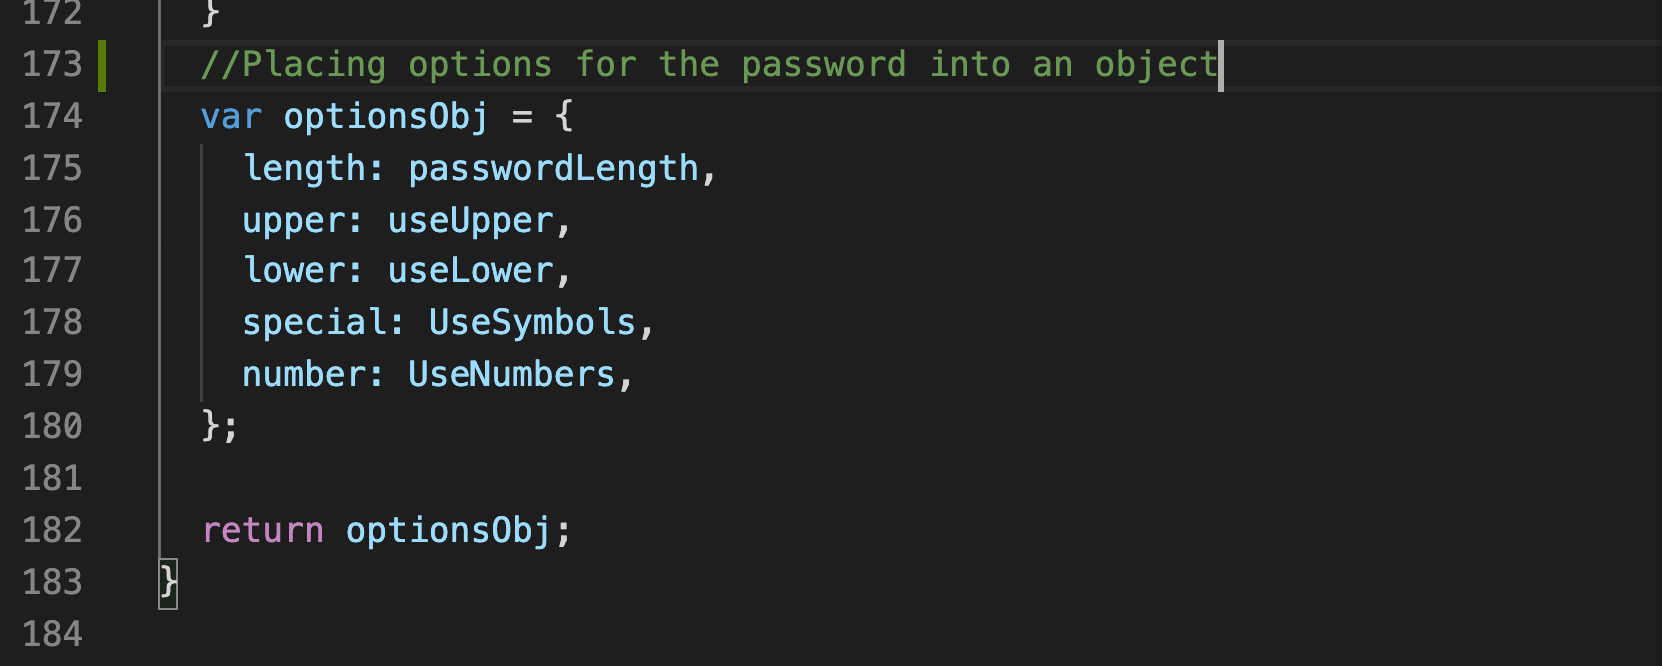 172 }
173 //Placing options for the password into an object
174 var optionsObj = {
175 length: passwordLength,
176 upper: useUpper,
177 lower: useLower,
178 special: UseSymbols,
179 number: UseNumbers,
180 };
181
182 return optionsObj;
183 }
184